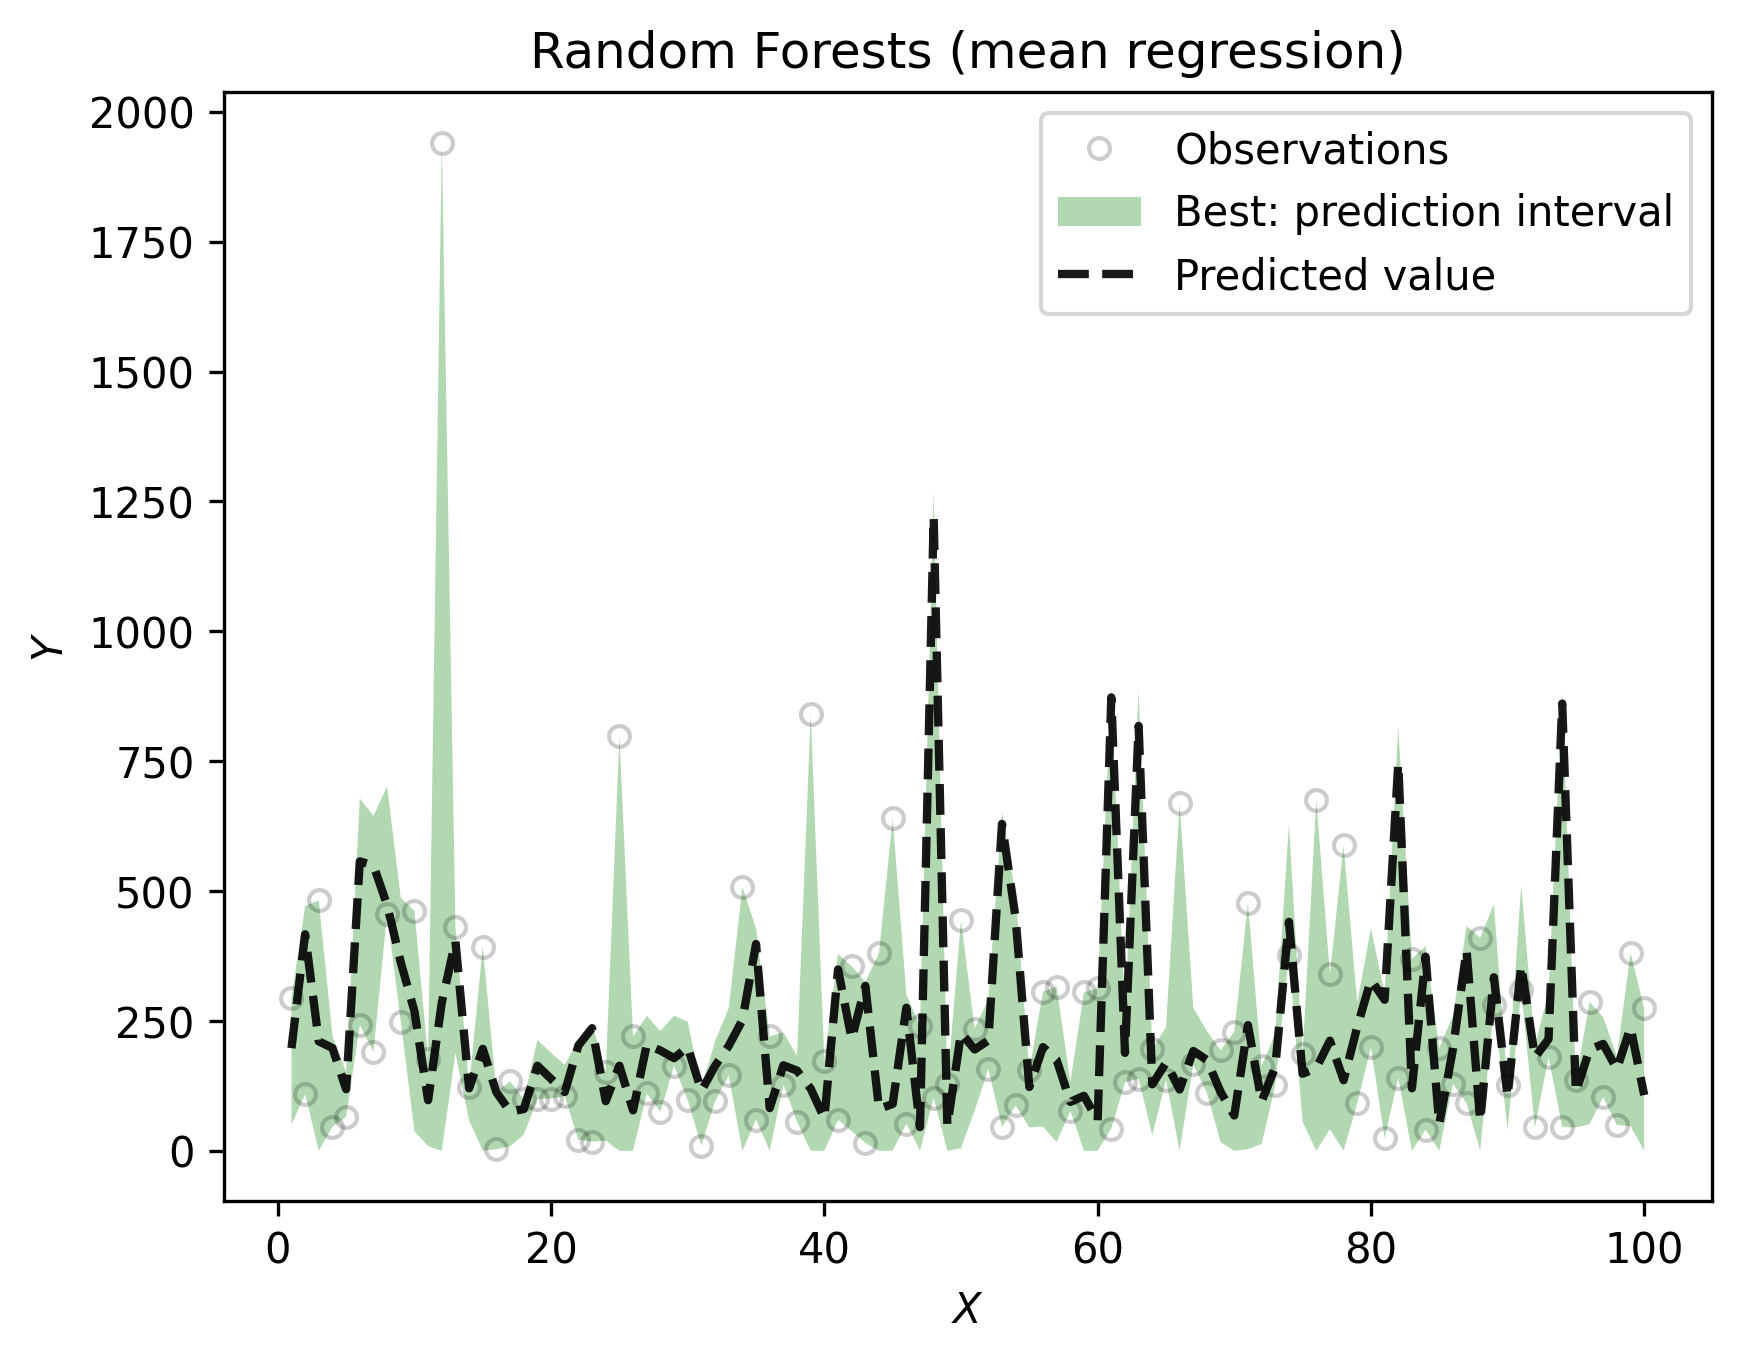 Random Forests (mean regression)
2000
1750
1500
1250
1000
750
500
250
0
Y
Observations
Best: prediction interval
Predicted value
0 20 40 60 80 100
X